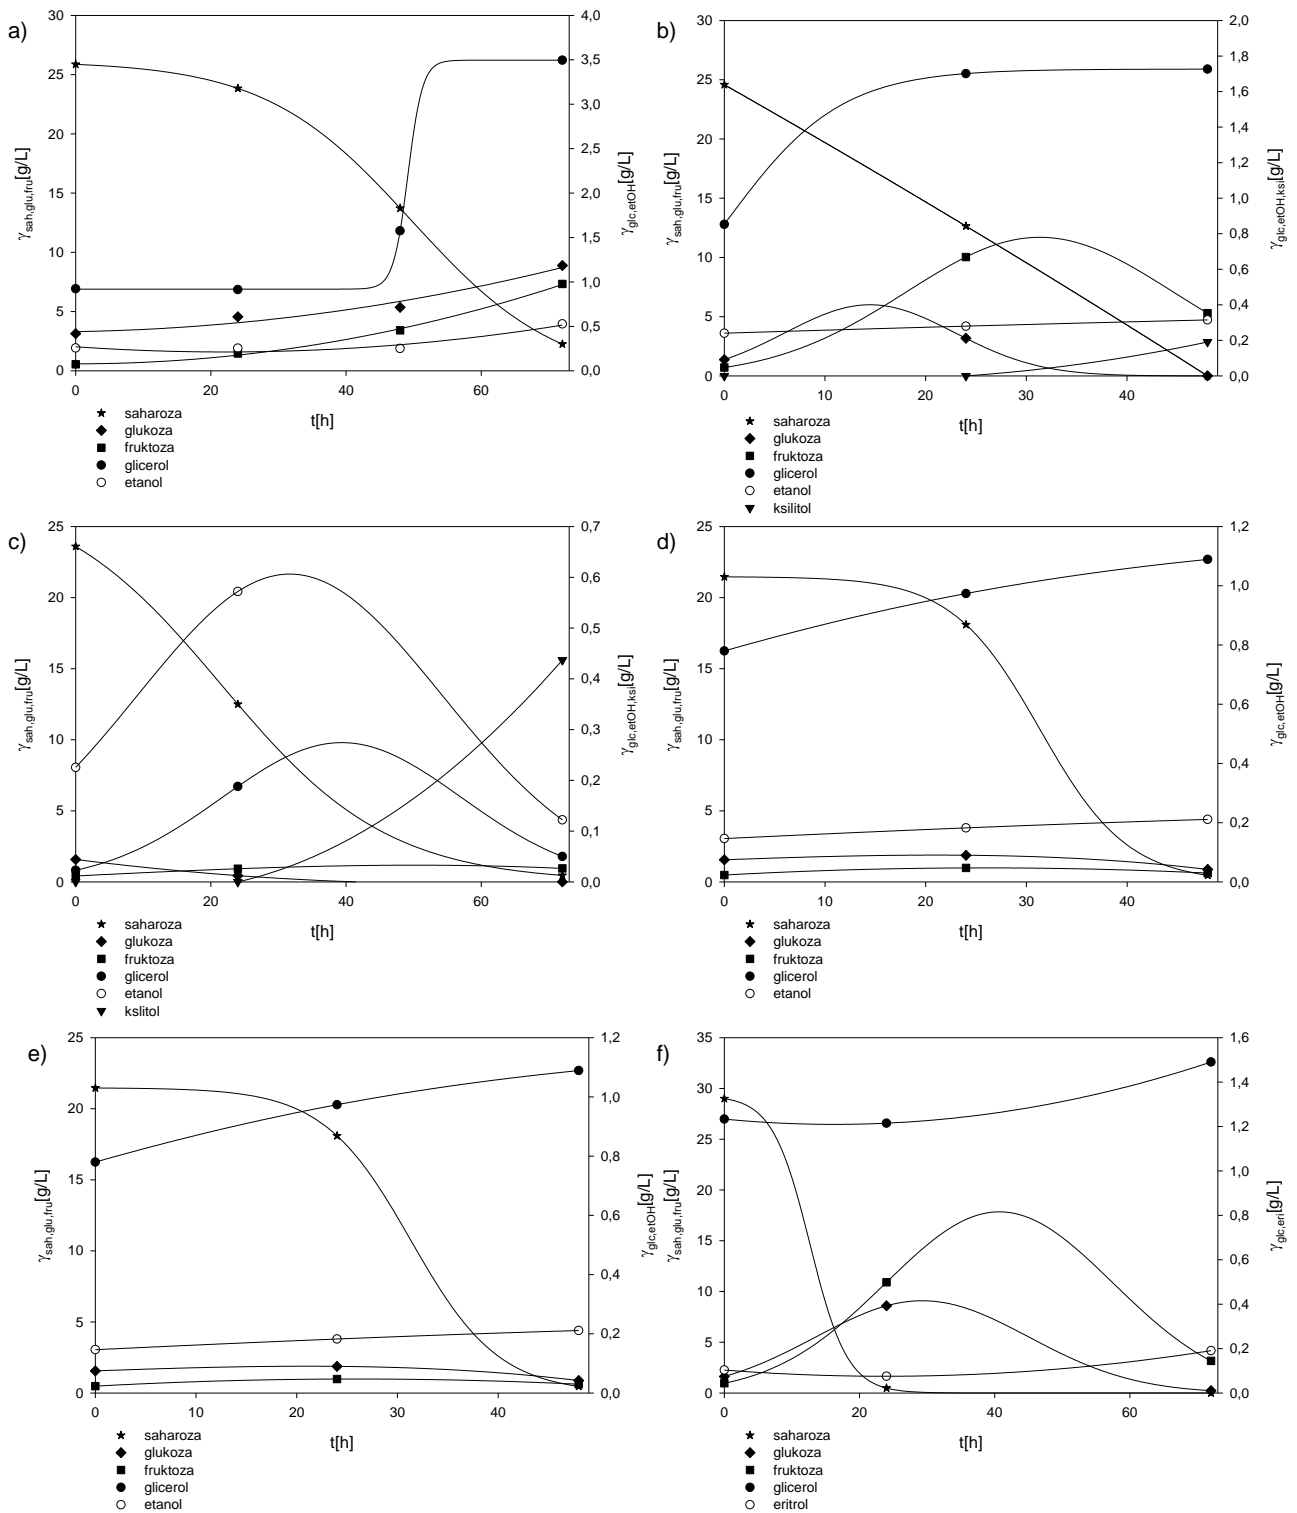 a)
30
25
20
15
10
5
0
γsah,glu,fru[g/L]
4,0
3,5
3,0
2,5
2,0
1,5
1,0
0,5
0,0
γglc,etOH[g/L]
0 20 40 60
t[h]
saharoza
glukoza
fruktoza
glicerol
etanol
b)
30
25
20
15
10
5
0
γsah,glu,fru[g/L]
2,0
1,8
1,6
1,4
1,2
1,0
0,8
0,6
0,4
0,2
0,0
γglc,etOH,ksi[g/L]
0 10 20 30 40
t[h]
saharoza
glukoza
fruktoza
glicerol
etanol
ksilitol
c)
25
20
15
10
5
0
γsah,glu,fru[g/L]
0,7
0,6
0,5
0,4
0,3
0,2
0,1
0,0
γglc,etOH,ksi[g/L]
0 20 40 60
t[h]
saharoza
glukoza
fruktoza
glicerol
etanol
kslitol
d)
25
20
15
10
5
0
γsah,glu,fru[g/L]
1,2
1,0
0,8
0,6
0,4
0,2
0,0
γglc,etOH[g/L]
0 10 20 30 40
t[h]
saharoza
glukoza
fruktoza
glicerol
etanol
e)
25
20
15
10
5
0
γsah,glu,fru[g/L]
1,2
1,0
0,8
0,6
0,4
0,2
0,0
γglc,etOH[g/L]
0 10 20 30 40
t[h]
saharoza
glukoza
fruktoza
glicerol
etanol
f)
35
30
25
20
15
10
5
0
γsah,glu,fru[g/L]
1,6
1,4
1,2
1,0
0,8
0,6
0,4
0,2
0,0
γglc,eri[g/L]
0 20 40 60
t[h]
saharoza
glukoza
fruktoza
glicerol
eritrol